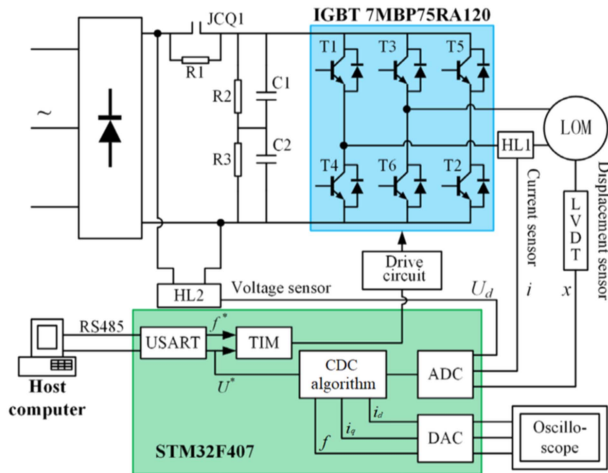 IGBT 7MBP75RA120
JCQ1
T1
T3
T5
R1
R2
C1
LOM
~
HL1
R3
C2
T4
T6
T2
Displacement sensor
Current sensor
LVDT
i
x
Drive circuit
HL2
Voltage sensor
U_d
RS485
USART
f*
TIM
U*
CDC algorithm
ADC
Host computer
i_d
i_q
f
DAC
Oscillo-
scope
STM32F407